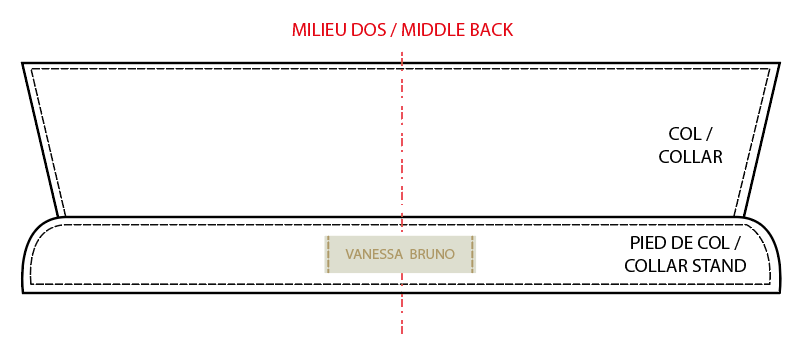 MILIEU DOS / MIDDLE BACK
COL /
COLLAR
PIED DE COL /
COLLAR STAND
VANESSA BRUNO